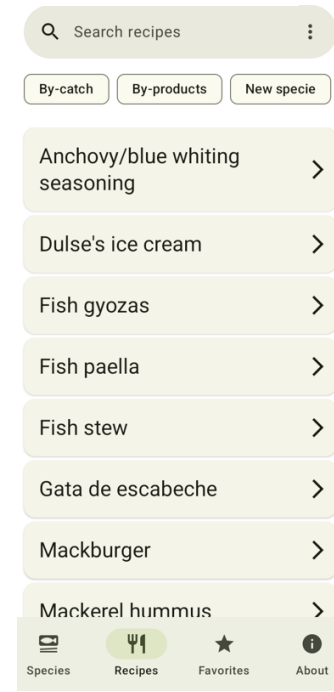 Search recipes
By-catch By-products New specie
Anchovy/blue whiting
seasoning
Dulse's ice cream
Fish gyozas
Fish paella
Fish stew
Gata de escabeche
Mackburger
Mackerel hummus
Species Recipes Favorites About